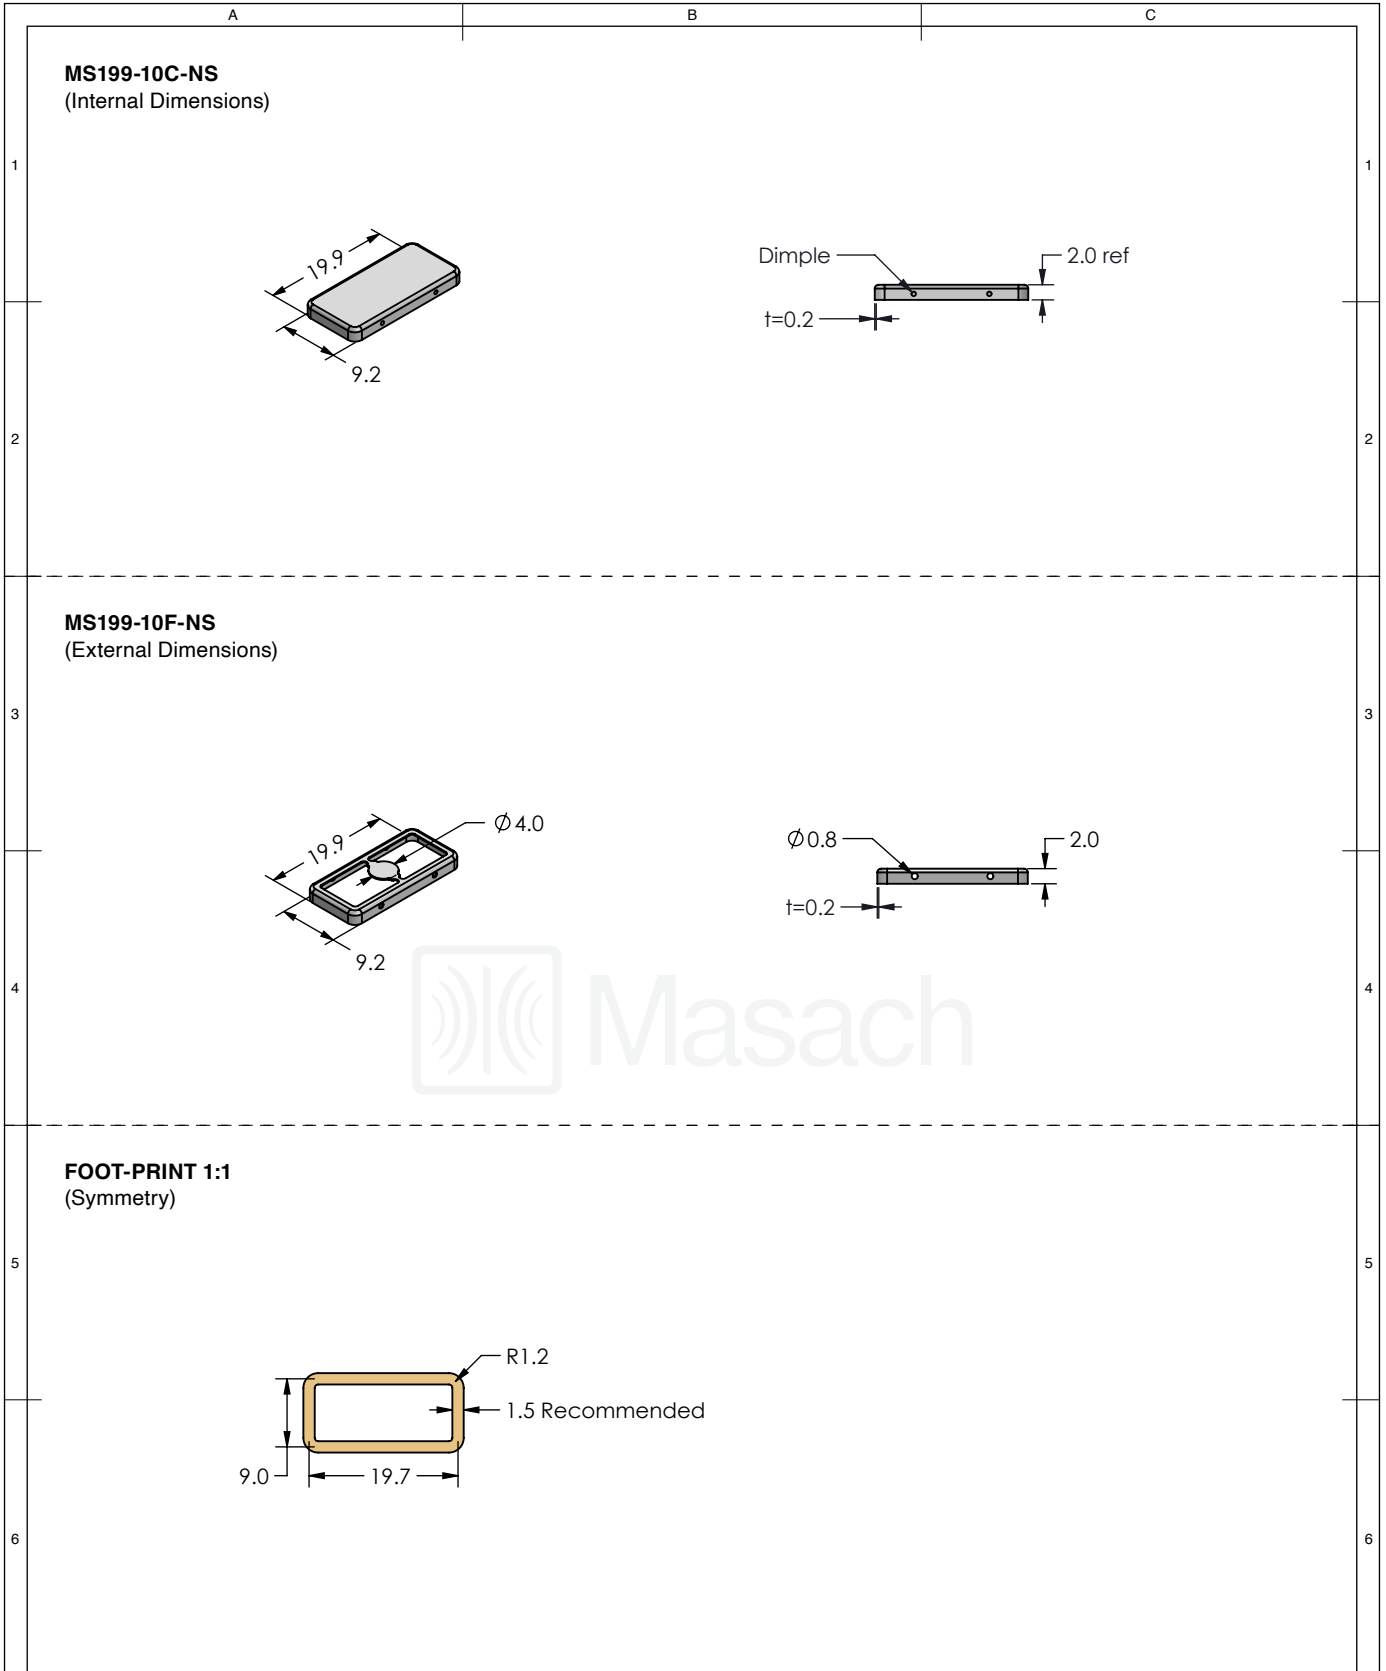 A B C
MS199-10C-NS
(Internal Dimensions)
1 1
19.9
9.2
Dimple
2.0 ref
t=0.2
2 2
MS199-10F-NS
(External Dimensions)
3 3
19.9
Ø4.0
9.2
Ø0.8
2.0
t=0.2
Masach
4 4
FOOT-PRINT 1:1
(Symmetry)
5 5
R1.2
1.5 Recommended
9.0
19.7
6 6